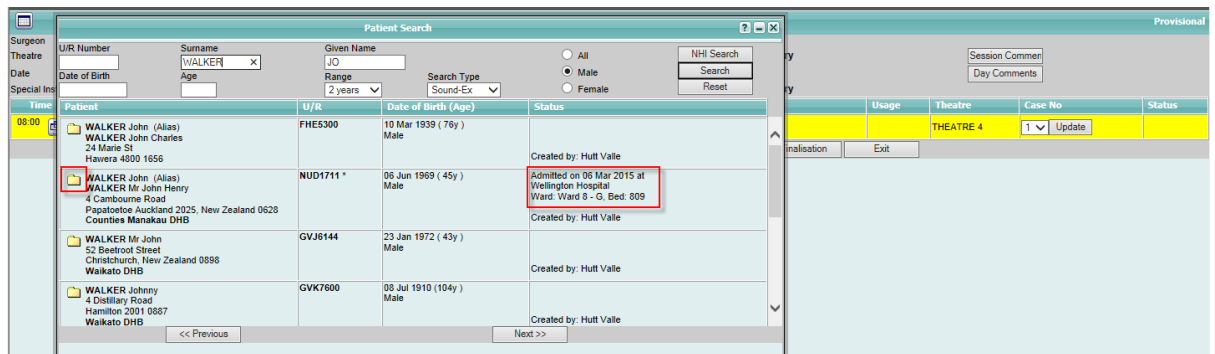 Patient Search
? – X
Provisional
Surgeon
Theatre
Date
Special Ins
U/R Number
Surname
Given Name
WALKER x
JO
Date of Birth
Age
Range
Search Type
2 years
Sound-Ex
All
Male
Female
NHI Search
Search
Reset
ry
ry
Session Commen
Day Comments
Time
Patient
U/R
Date of Birth (Age)
Status
Usage
Theatre
Case No
Status
08:00
THEATRE 4
1
Update
inalisation
Exit
WALKER John (Alias)
WALKER John Charles
24 Marie St
Hawera 4800 1656
FHE5300
10 Mar 1939 ( 76y )
Male
Created by: Hutt Valle
WALKER John (Alias)
WALKER Mr John Henry
4 Cambourne Road
Papatoetoe Auckland 2025, New Zealand 0628
Counties Manakau DHB
NUD1711 *
06 Jun 1969 ( 45y )
Male
Admitted on 06 Mar 2015 at
Wellington Hospital
Ward: Ward 8 - G, Bed: 809
Created by: Hutt Valle
WALKER Mr John
52 Beetroot Street
Christchurch, New Zealand 0898
Waikato DHB
GVJ6144
23 Jan 1972 ( 43y )
Male
Created by: Hutt Valle
WALKER Johnny
4 Distillary Road
Hamilton 2001 0887
Waikato DHB
GVK7600
08 Jul 1910 (104y )
Male
Created by: Hutt Valle
<< Previous
Next >>